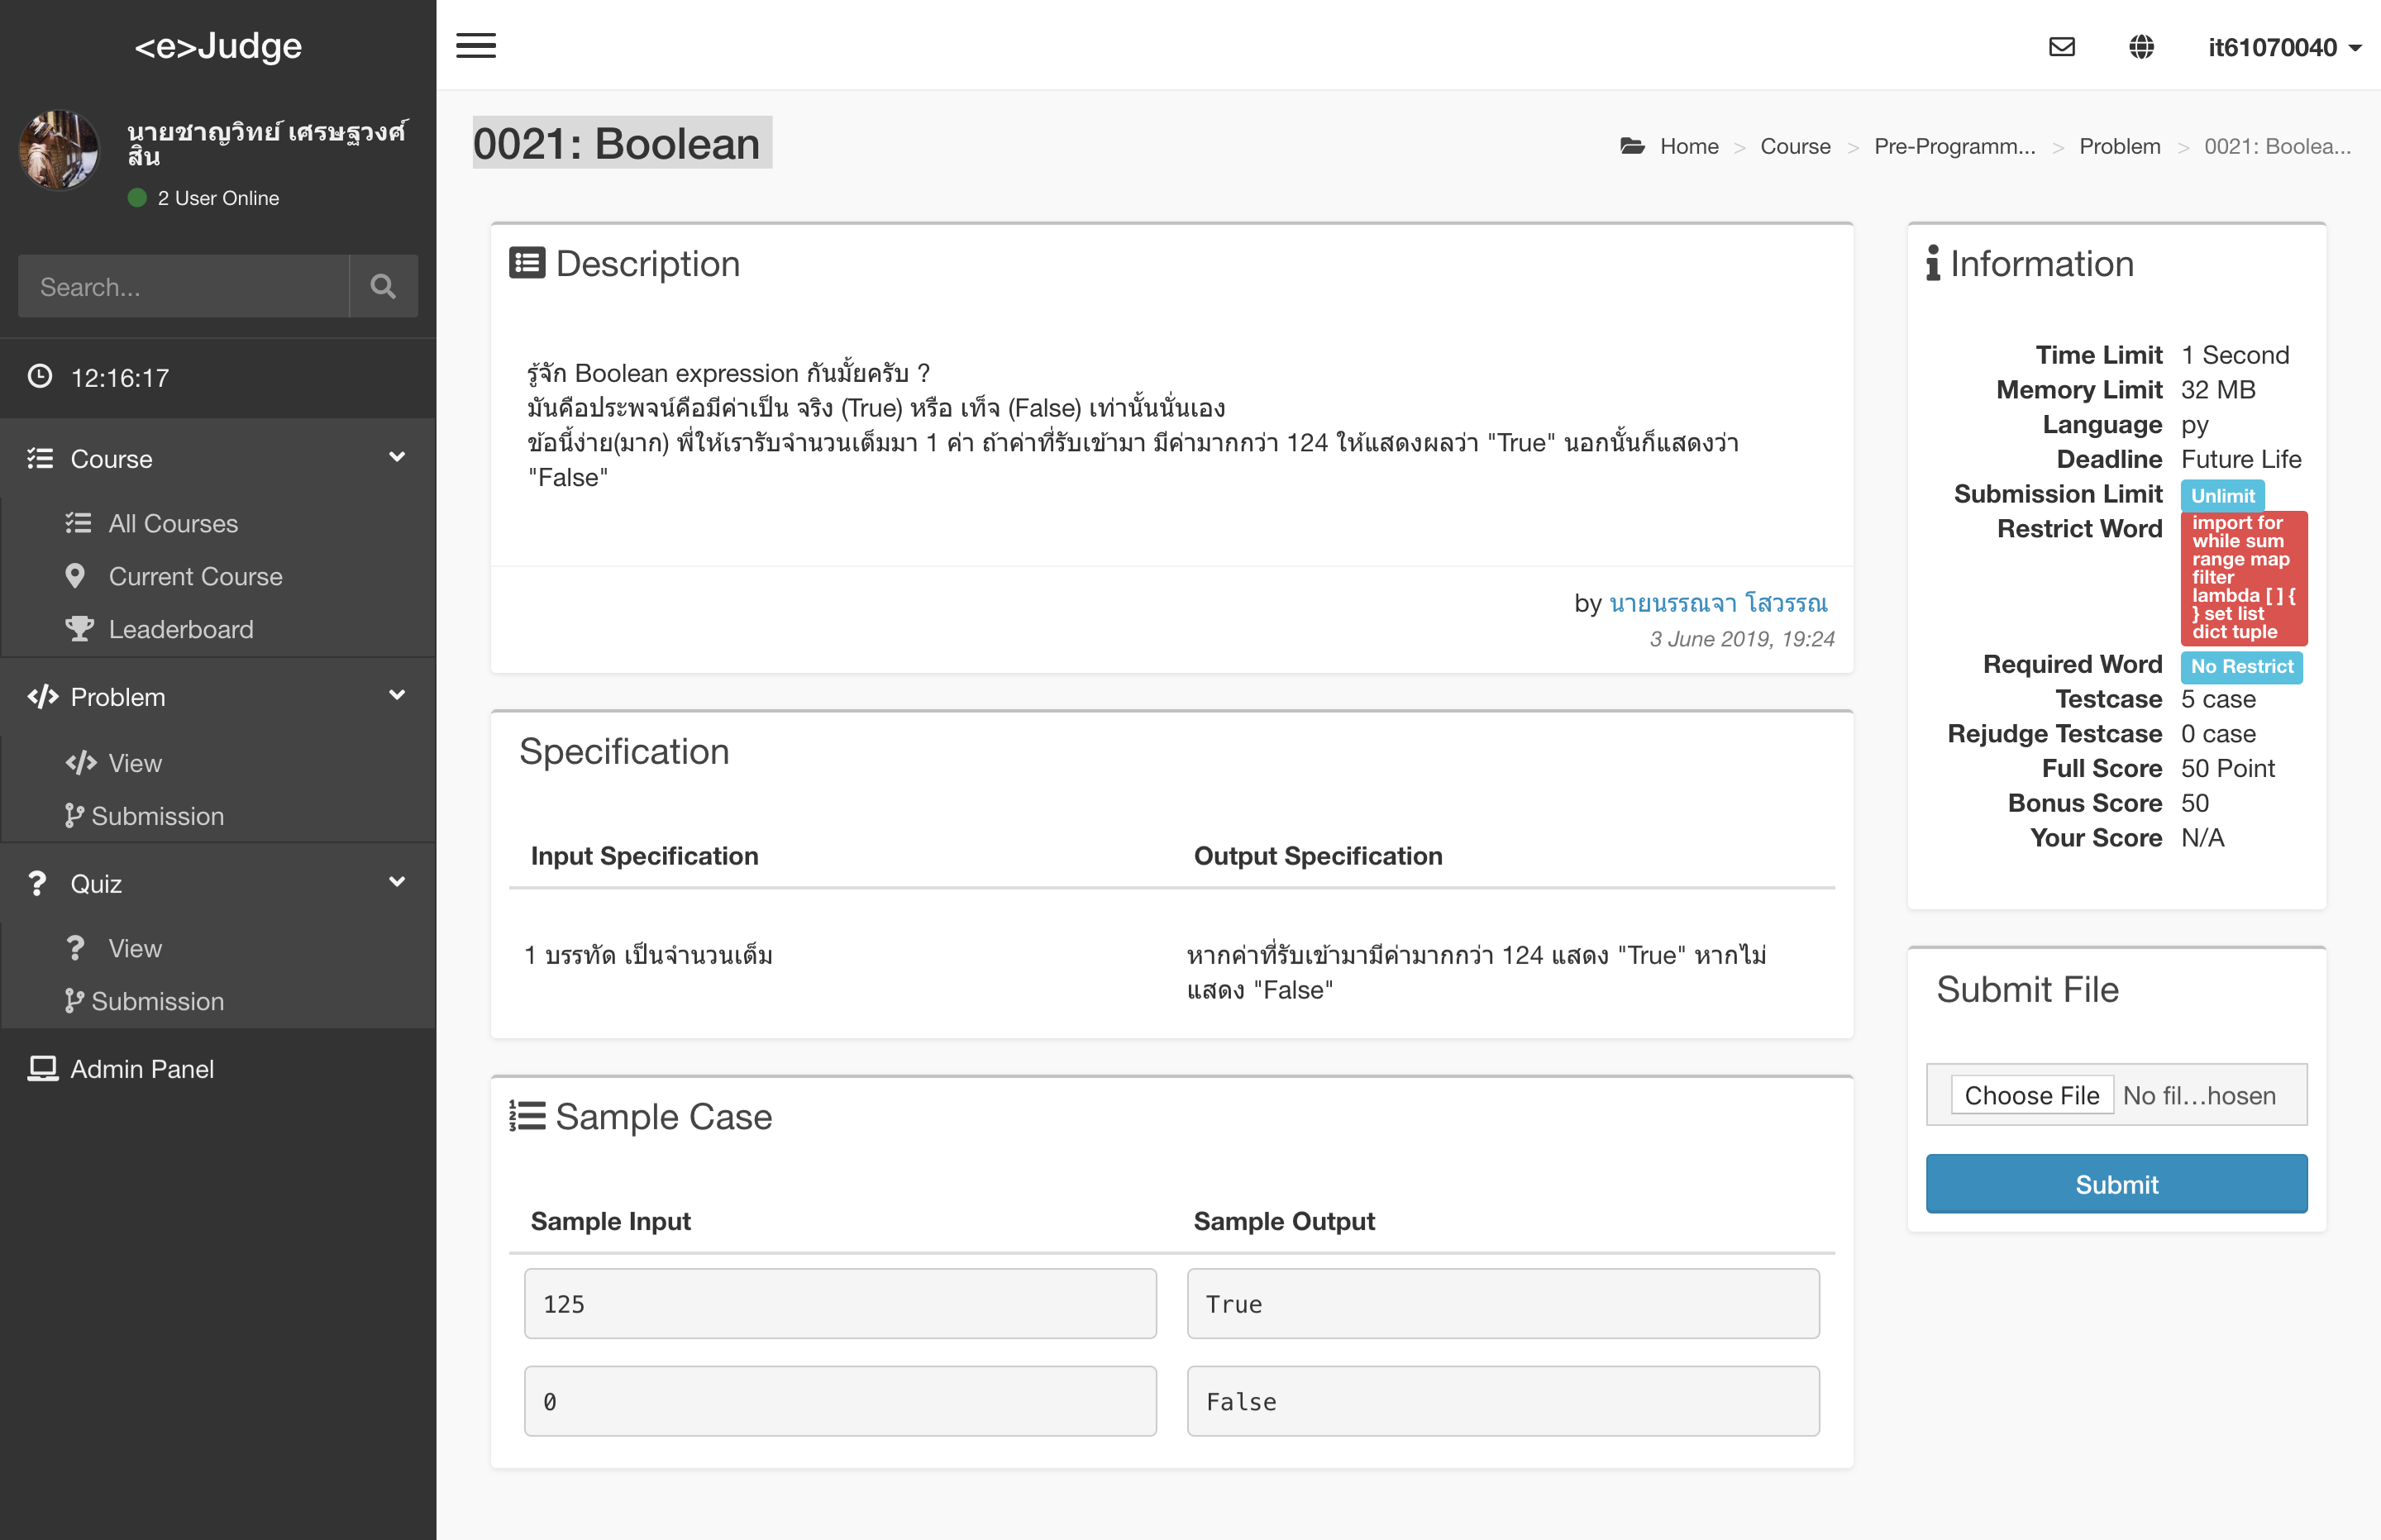 <e>Judge
it61070040
นายชาญวิทย์ เศรษฐวงศ์
สิน
2 User Online
Search...
12:16:17
Course
All Courses
Current Course
Leaderboard
Problem
View
Submission
Quiz
View
Submission
Admin Panel
0021: Boolean
Home > Course > Pre-Programm... > Problem > 0021: Boolea...
Description
รู้จัก Boolean expression กันมั้ยครับ ?
มันคือประพจน์คือมีค่าเป็น จริง (True) หรือ เท็จ (False) เท่านั้นนั่นเอง
ข้อนี้ง่าย(มาก) พี่ให้เรารับจำนวนเต็มมา 1 ค่า ถ้าค่าที่รับเข้ามา มีค่ามากกว่า 124 ให้แสดงผลว่า "True" นอกนั้นก็แสดงว่า
"False"
by นายนรรณจา โสวรรณ
3 June 2019, 19:24
Specification
Input Specification
Output Specification
1 บรรทัด เป็นจำนวนเต็ม
หากค่าที่รับเข้ามามีค่ามากกว่า 124 แสดง "True" หากไม่
แสดง "False"
Sample Case
Sample Input
Sample Output
125
True
0
False
Information
Time Limit 1 Second
Memory Limit 32 MB
Language py
Deadline Future Life
Submission Limit Unlimit
Restrict Word import for
while sum
range map
filter
lambda [ ] {
} set list
dict tuple
Required Word No Restrict
Testcase 5 case
Rejudge Testcase 0 case
Full Score 50 Point
Bonus Score 50
Your Score N/A
Submit File
Choose File No fil...hosen
Submit